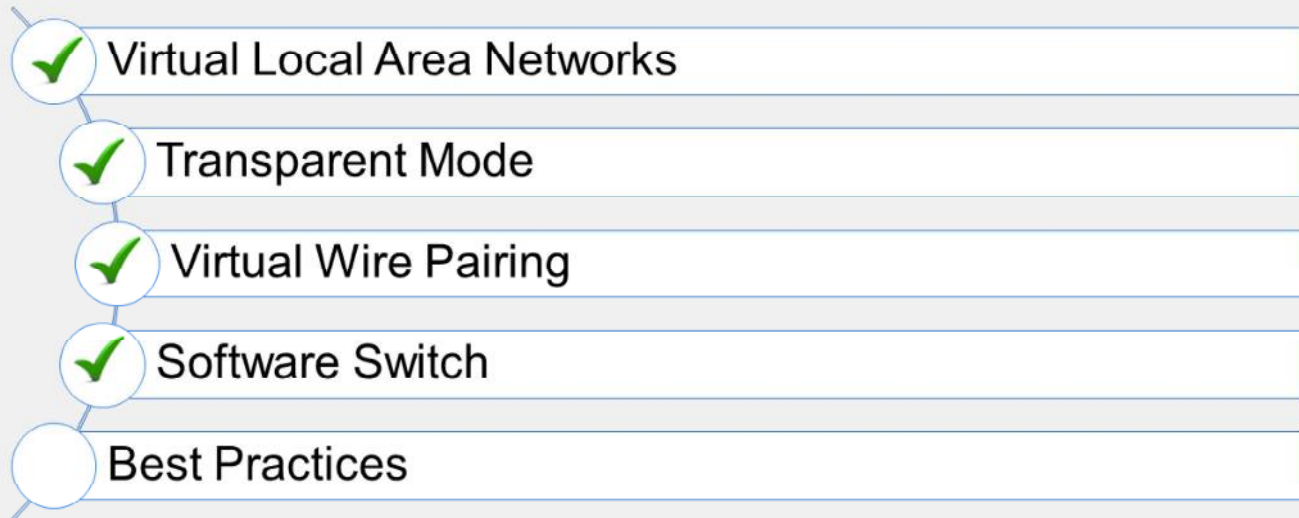 Virtual Local Area Networks
Transparent Mode
Virtual Wire Pairing
Software Switch
Best Practices